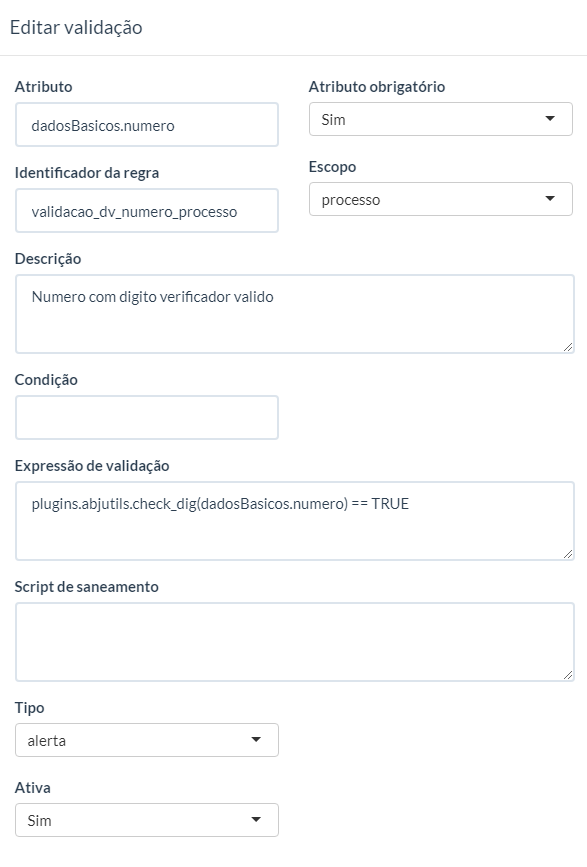 Editar validação
Atributo
dadosBasicos.numero
Atributo obrigatório
Sim
Identificador da regra
validacao_dv_numero_processo
Escopo
processo
Descrição
Numero com digito verificador valido
Condição
Expressão de validação
plugins.abjutils.check_dig(dadosBasicos.numero) == TRUE
Script de saneamento
Tipo
alerta
Ativa
Sim